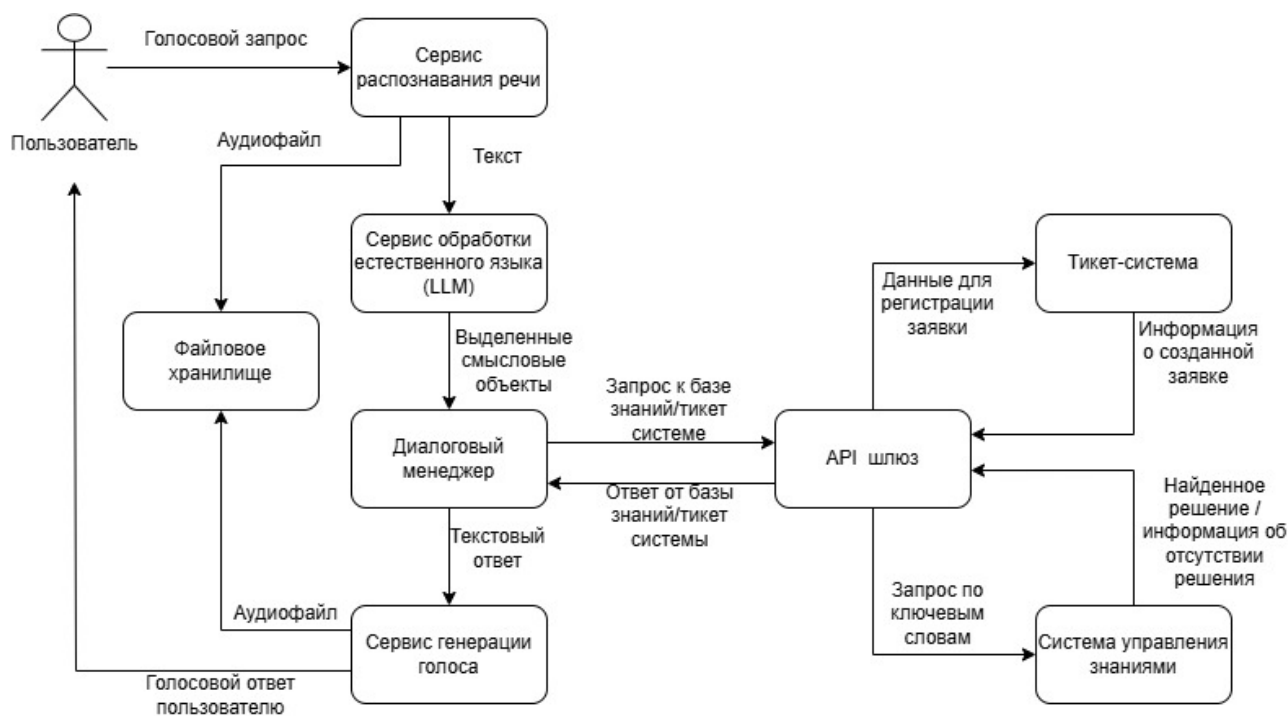 Голосовой запрос
Сервис
распознавания речи
Пользователь
Аудиофайл
Текст
Сервис обработки
естественного языка
(LLM)
Тикет-система
Данные для
регистрации
заявки
Файловое
хранилище
Выделенные
смысловые
объекты
Информация
о созданной
заявке
Запрос к базе
знаний/тикет
системе
Диалоговый
менеджер
API шлюз
Ответ от базы
знаний/тикет
системы
Найденное
решение /
информация об
отсутствии
решения
Текстовый
ответ
Запрос по
ключевым
словам
Аудиофайл
Сервис генерации
голоса
Система управления
знаниями
Голосовой ответ
пользователю